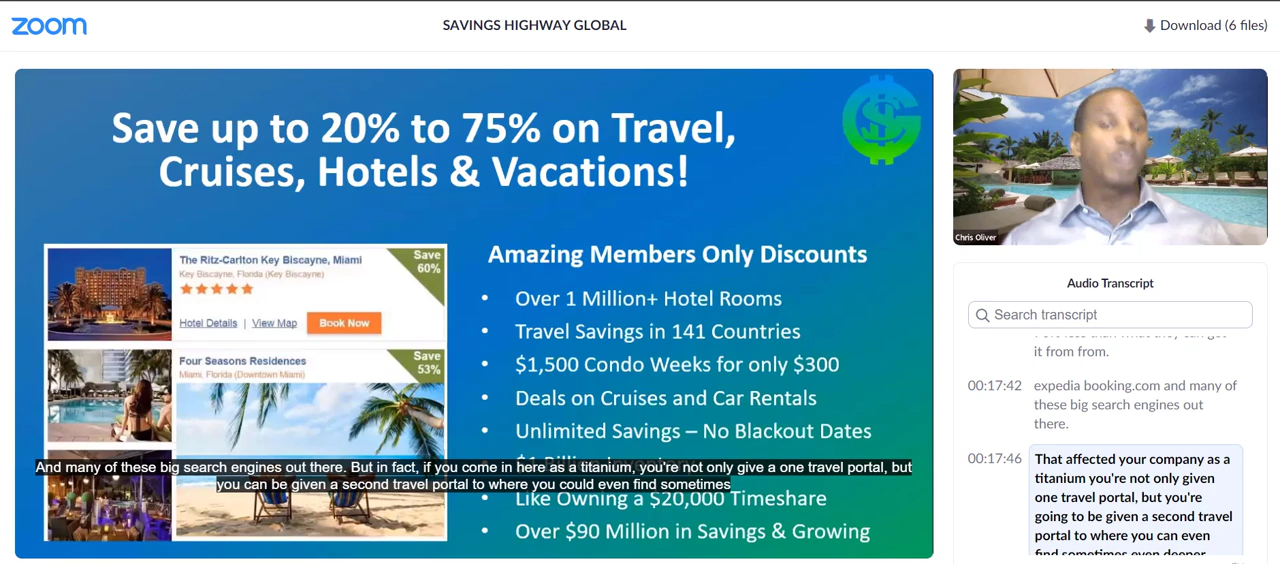 zoom
SAVINGS HIGHWAY GLOBAL
Download (6 files)
Save up to 20% to 75% on Travel,
Cruises, Hotels & Vacations!
The Ritz-Carlton Key Biscayne, Miami
Key Biscayne, Florida (Key Biscayne)
Save
60%
Hotel Details | View Map
Book Now
Four Seasons Residences
Miami, Florida (Downtown Miami)
Save
53%
Amazing Members Only Discounts
• Over 1 Million+ Hotel Rooms
• Travel Savings in 141 Countries
• $1,500 Condo Weeks for only $300
• Deals on Cruises and Car Rentals
• Unlimited Savings – No Blackout Dates
• $1 Billion Inventory
• Like Owning a $20,000 Timeshare
• Over $90 Million in Savings & Growing
And many of these big search engines out there. But in fact, if you come in here as a titanium, you're not only give a one travel portal, but
you can be given a second travel portal to where you could even find sometimes
Chris Oliver
Audio Transcript
Search transcript
it from from.
00:17:42
expedia booking.com and many of
these big search engines out
there.
00:17:46
That affected your company as a
titanium you're not only given
one travel portal, but you're
going to be given a second travel
portal to where you can even
find sometimes even deeper